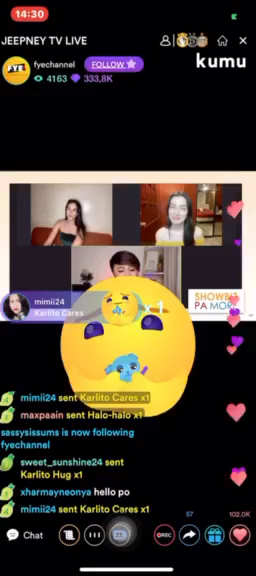 14:30
JEEPNEY TV LIVE
kumu
FYE
fyechannel
FOLLOW
4163 333,8K
SHOWBIZ
PA MORE
mimii24
Karlito Cares
x 1
mimii24 sent Karlito Cares x1
maxpaain sent Halo-halo x1
sassysissums is now following
fyechannel
sweet_sunshine24 sent
Karlito Hug x1
xharmayneonya hello po
mimii24 sent Karlito Cares x1
57
102.0K
Chat
REC